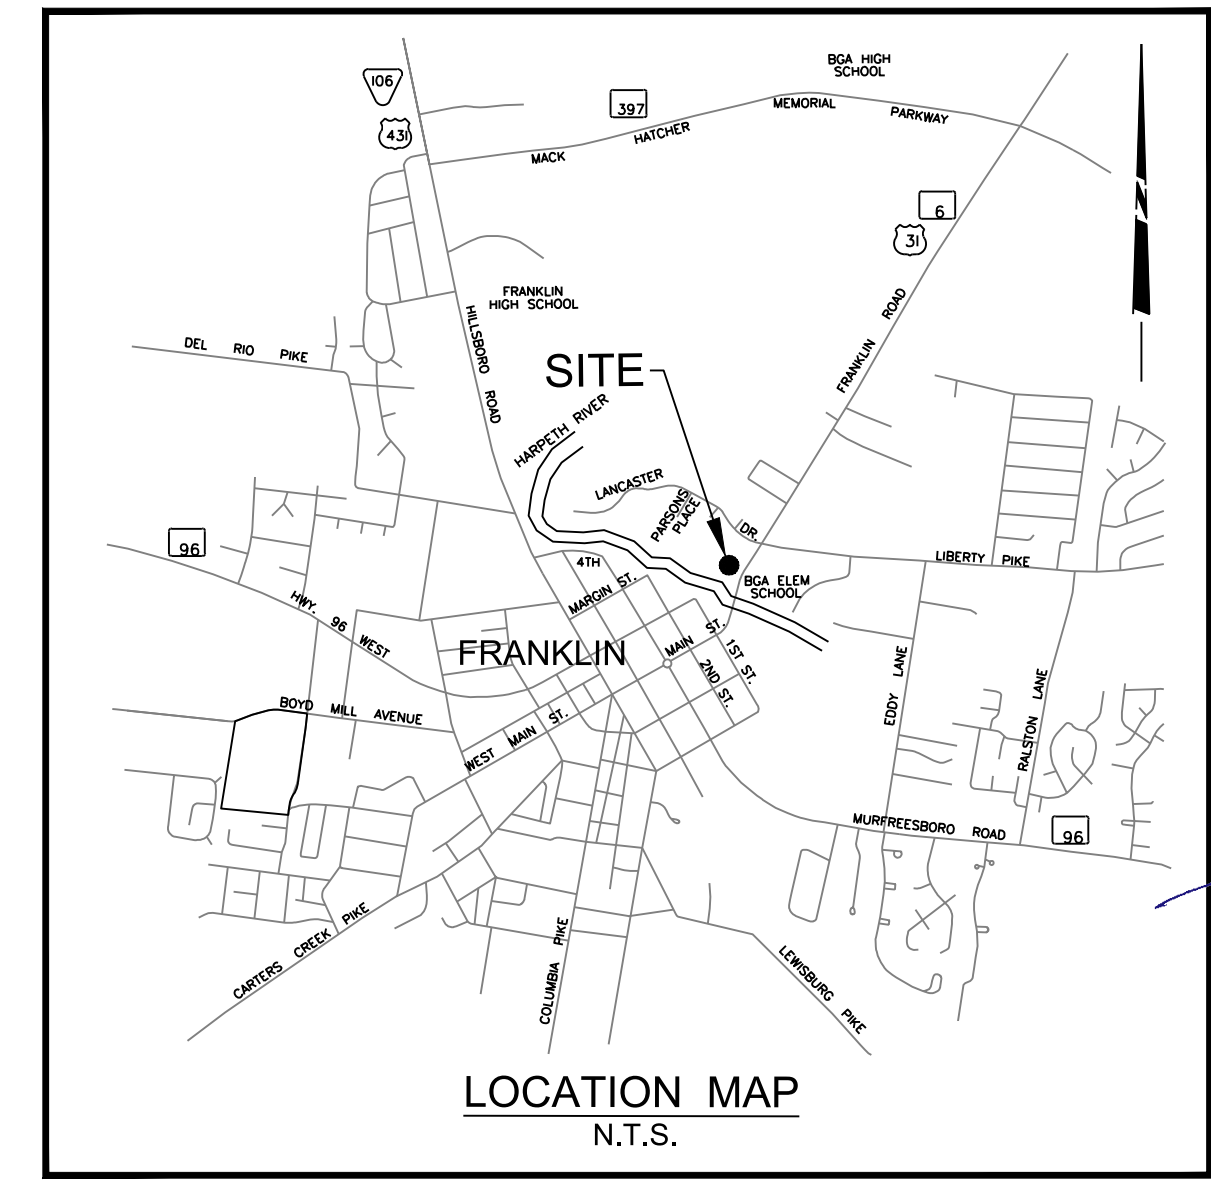 BGA HIGH
SCHOOL
106
397
MEMORIAL
PARKWAY
431
HATCHER
MACK
N
6
31
FRANKLIN
HIGH SCHOOL
HILLSBORO ROAD
FRANKLIN ROAD
DEL RIO PIKE
SITE
HARPETH RIVER
LANCASTER
PARSONS
PLACE
DR.
96
LIBERTY PIKE
4TH
BGA ELEM
SCHOOL
MARGIN ST.
HWY. 96 WEST
FRANKLIN
MAIN ST.
1ST ST.
2ND ST.
EDDY LANE
RALSTON LANE
BOYD MILL AVENUE
WEST MAIN ST.
MURFREESBORO ROAD
96
CARTERS CREEK PIKE
COLUMBIA PIKE
LEWISBURG PIKE
LOCATION MAP
N.T.S.